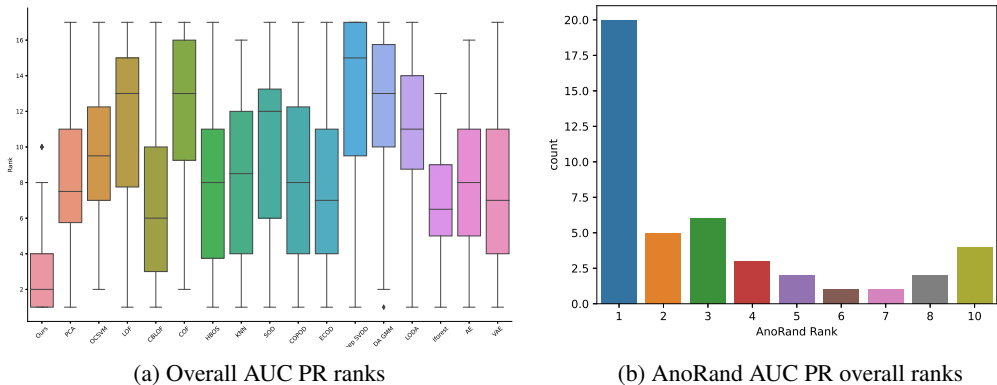 16
14
12
10
8
6
4
2
Rank
Ours
PCA
OCSVM
LOF
CBLOF
COF
HBOS
KNN
SOD
COPOD
ECOD
SVDD
DA GMM
LODA
Iforest
AE
VAE
(a) Overall AUC PR ranks
20.0
17.5
15.0
12.5
10.0
7.5
5.0
2.5
0.0
count
1 2 3 4 5 6 7 8 10
AnoRand Rank
(b) AnoRand AUC PR overall ranks